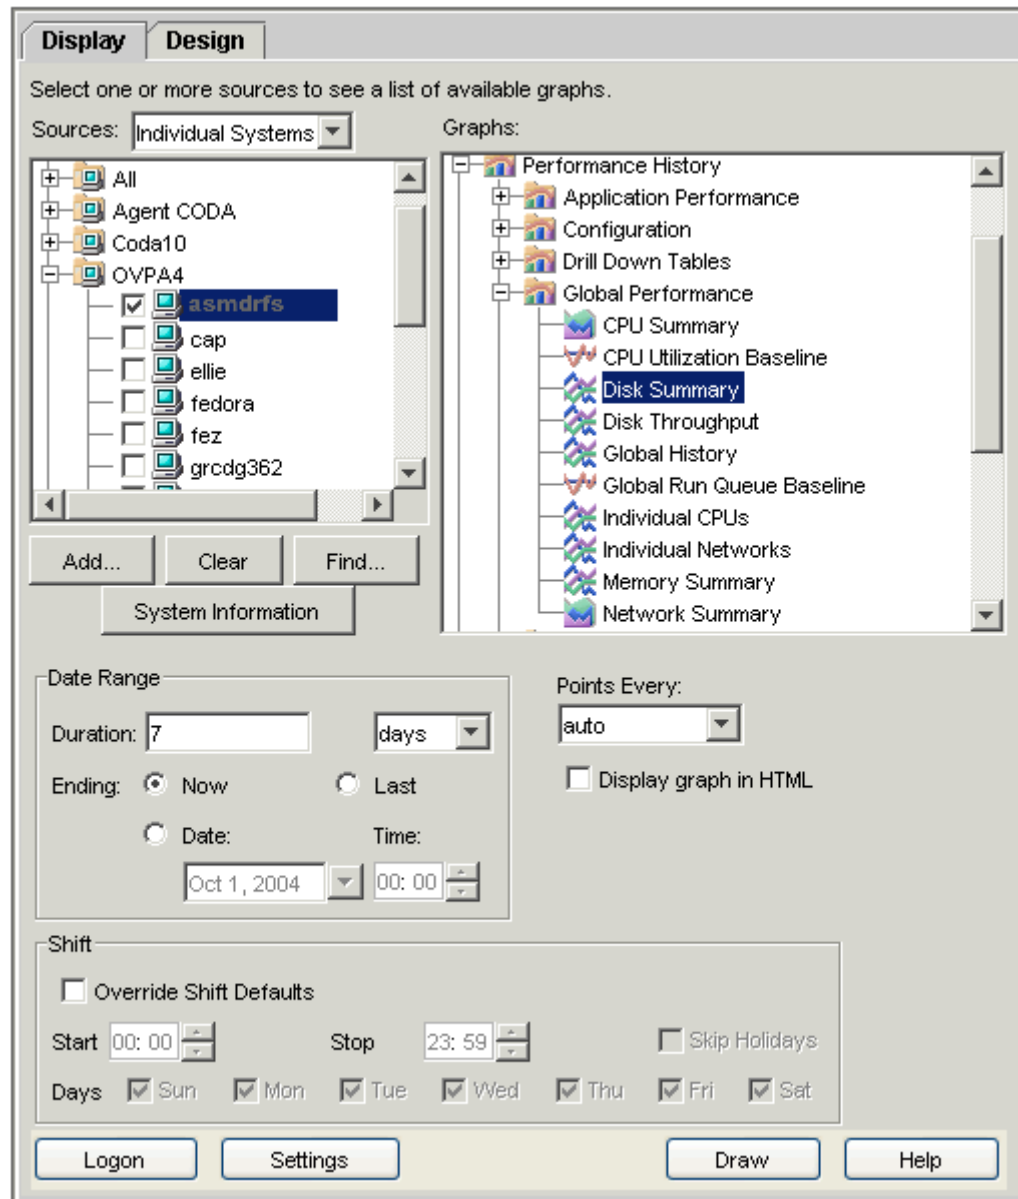 Display Design
Select one or more sources to see a list of available graphs.
Sources: Individual Systems
All
Agent CODA
Coda10
OVPA4
asmdrfs
cap
ellie
fedora
fez
grcdg362
Add... Clear Find...
System Information
Graphs:
Performance History
Application Performance
Configuration
Drill Down Tables
Global Performance
CPU Summary
CPU Utilization Baseline
Disk Summary
Disk Throughput
Global History
Global Run Queue Baseline
Individual CPUs
Individual Networks
Memory Summary
Network Summary
Date Range
Duration: 7 days
Ending: Now Last
Date: Time:
Oct 1, 2004 00: 00
Points Every:
auto
Display graph in HTML
Shift
Override Shift Defaults
Start 00: 00 Stop 23: 59 Skip Holidays
Days Sun Mon Tue Wed Thu Fri Sat
Logon Settings Draw Help